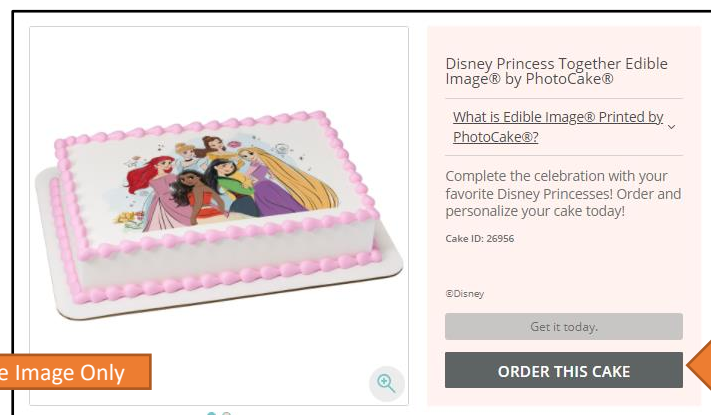 Disney Princess Together Edible
Image® by PhotoCake®
What is Edible Image® Printed by
PhotoCake®?
Complete the celebration with your
favorite Disney Princesses! Order and
personalize your cake today!
Cake ID: 26956
©Disney
Get it today.
ORDER THIS CAKE
Image Only